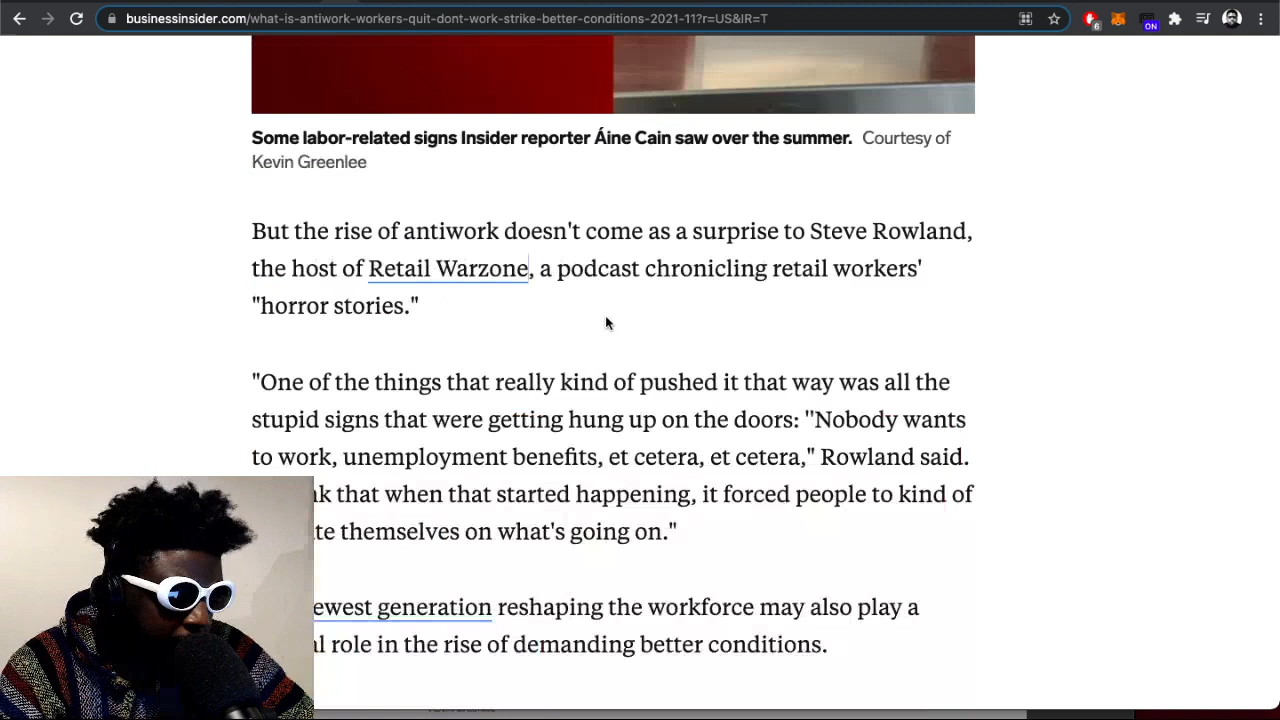 businessinsider.com/what-is-antiwork-workers-quit-dont-work-strike-better-conditions-2021-11?r=US&IR=T
6
ON
Some labor-related signs Insider reporter Áine Cain saw over the summer. Courtesy of
Kevin Greenlee
But the rise of antiwork doesn't come as a surprise to Steve Rowland,
the host of Retail Warzone, a podcast chronicling retail workers'
"horror stories."
"One of the things that really kind of pushed it that way was all the
stupid signs that were getting hung up on the doors: "Nobody wants
to work, unemployment benefits, et cetera, et cetera," Rowland said.
nk that when that started happening, it forced people to kind of
te themselves on what's going on."
ewest generation reshaping the workforce may also play a
al role in the rise of demanding better conditions.